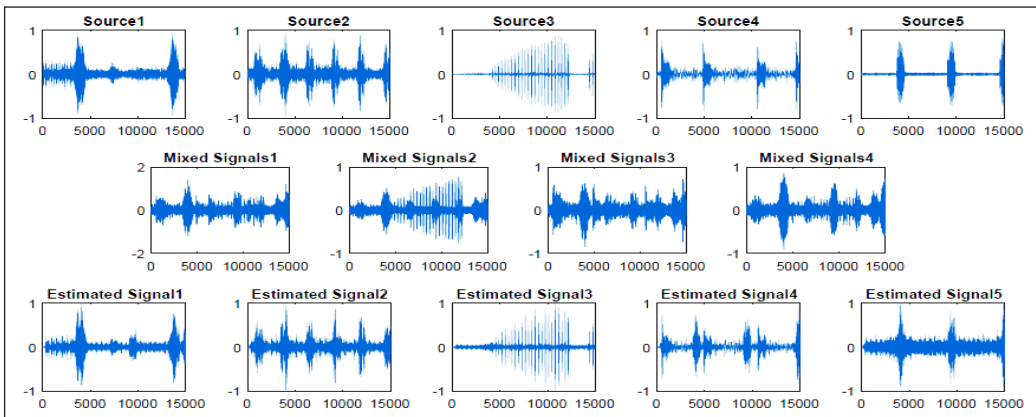 Source1 Source2 Source3 Source4 Source5
1 1 1 1 1
0 0 0 0 0
-1 -1 -1 -1 -1
0 5000 10000 15000 0 5000 10000 15000 0 5000 10000 15000 0 5000 10000 15000 0 5000 10000 15000
Mixed Signals1 Mixed Signals2 Mixed Signals3 Mixed Signals4
2 1 1 1
0 0 0 0
-2 -1 -1 -1
0 5000 10000 15000 0 5000 10000 15000 0 5000 10000 15000 0 5000 10000 15000
Estimated Signal1 Estimated Signal2 Estimated Signal3 Estimated Signal4 Estimated Signal5
1 1 1 1 1
0 0 0 0 0
-1 -1 -1 -1 -1
0 5000 10000 15000 0 5000 10000 15000 0 5000 10000 15000 0 5000 10000 15000 0 5000 10000 15000